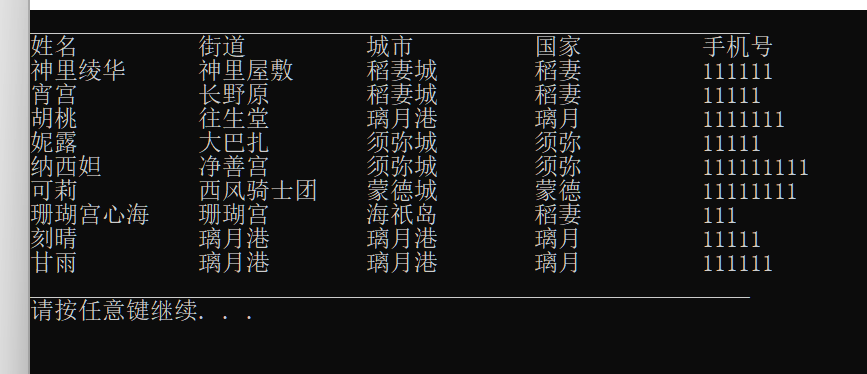 姓名 街道 城市 国家 手机号
神里绫华 神里屋敷 稻妻城 稻妻 111111
宵宫 长野原 稻妻城 稻妻 11111
胡桃 往生堂 璃月港 璃月 1111111
妮露 大巴扎 须弥城 须弥 11111
纳西妲 净善宫 须弥城 须弥 111111111
可莉 西风骑士团 蒙德城 蒙德 11111111
珊瑚宫心海 珊瑚宫 海祇岛 稻妻 111
刻晴 璃月港 璃月港 璃月 11111
甘雨 璃月港 璃月港 璃月 111111
请按任意键继续. . .